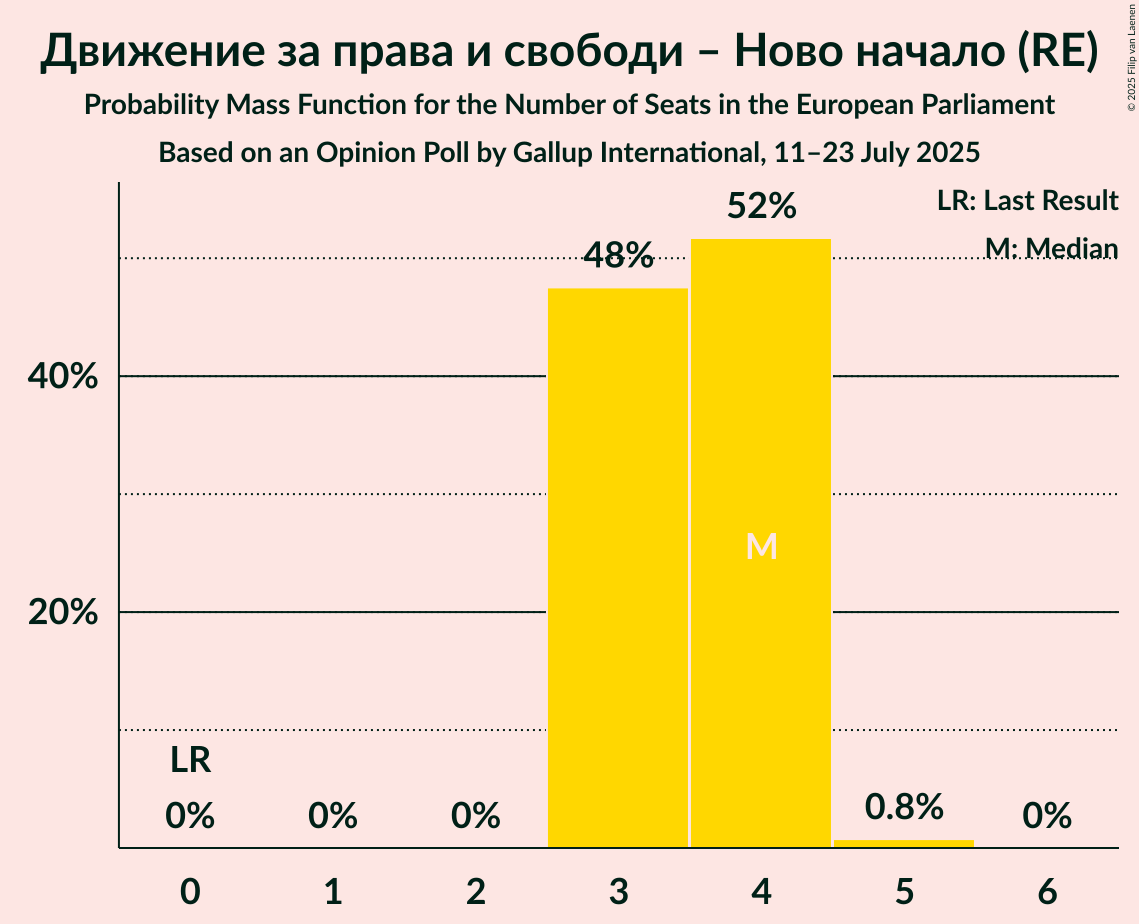 Движение за права и свободи – Ново начало (RE)
Probability Mass Function for the Number of Seats in the European Parliament
Based on an Opinion Poll by Gallup International, 11–23 July 2025
© 2025 Filip van Laenen
LR: Last Result
M: Median
52%
48%
40%
20%
M
LR
0%
0%
0%
0.8%
0%
0
1
2
3
4
5
6